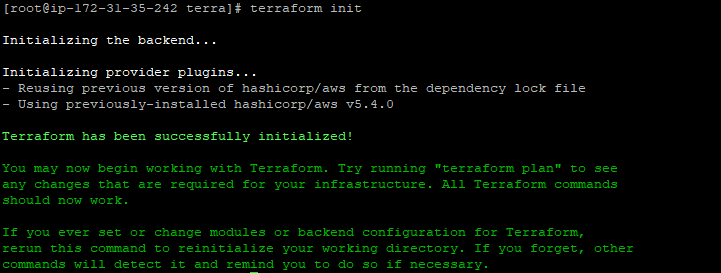 [root@ip-172-31-35-242 terra]# terraform init
Initializing the backend...
Initializing provider plugins...
- Reusing previous version of hashicorp/aws from the dependency lock file
- Using previously-installed hashicorp/aws v5.4.0
Terraform has been successfully initialized!
You may now begin working with Terraform. Try running "terraform plan" to see
any changes that are required for your infrastructure. All Terraform commands
should now work.
If you ever set or change modules or backend configuration for Terraform,
rerun this command to reinitialize your working directory. If you forget, other
commands will detect it and remind you to do so if necessary.